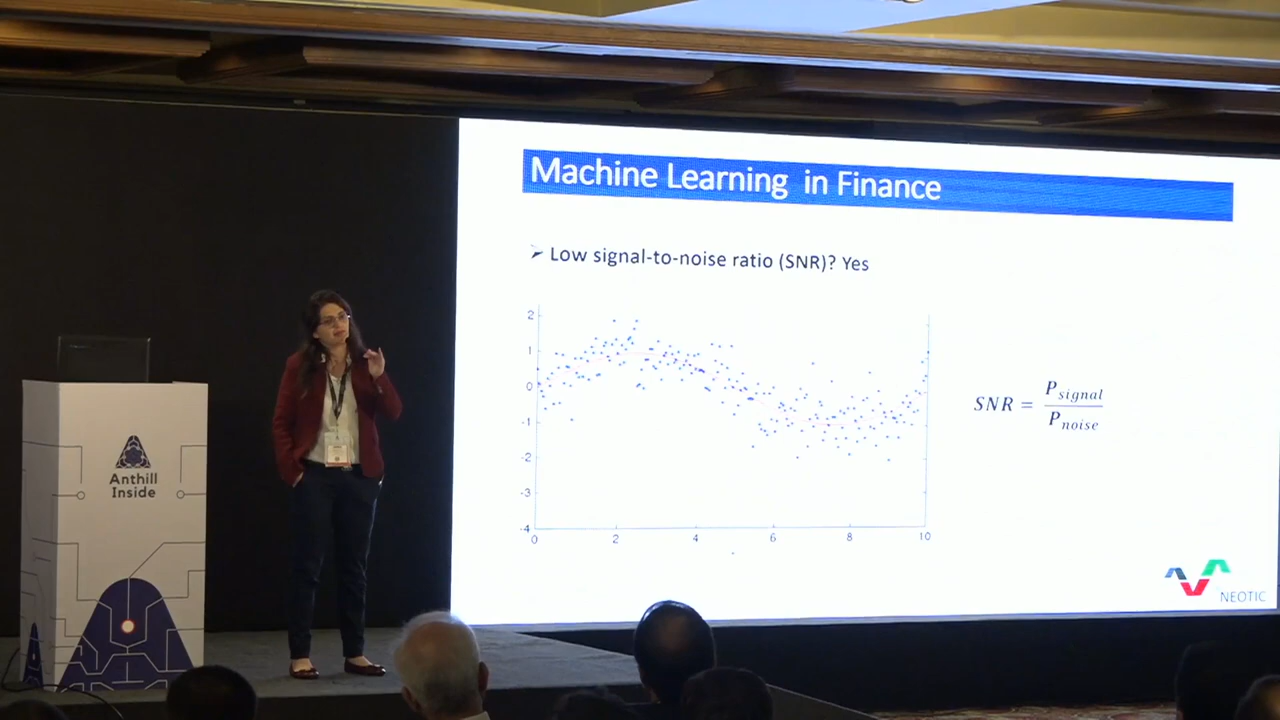 Machine Learning in Finance
➢ Low signal-to-noise ratio (SNR)? Yes
2
1
0
-1
-2
-3
-4
0 2 4 6 8 10
SNR = P_signal / P_noise
NEOTIC
Anthill
Inside